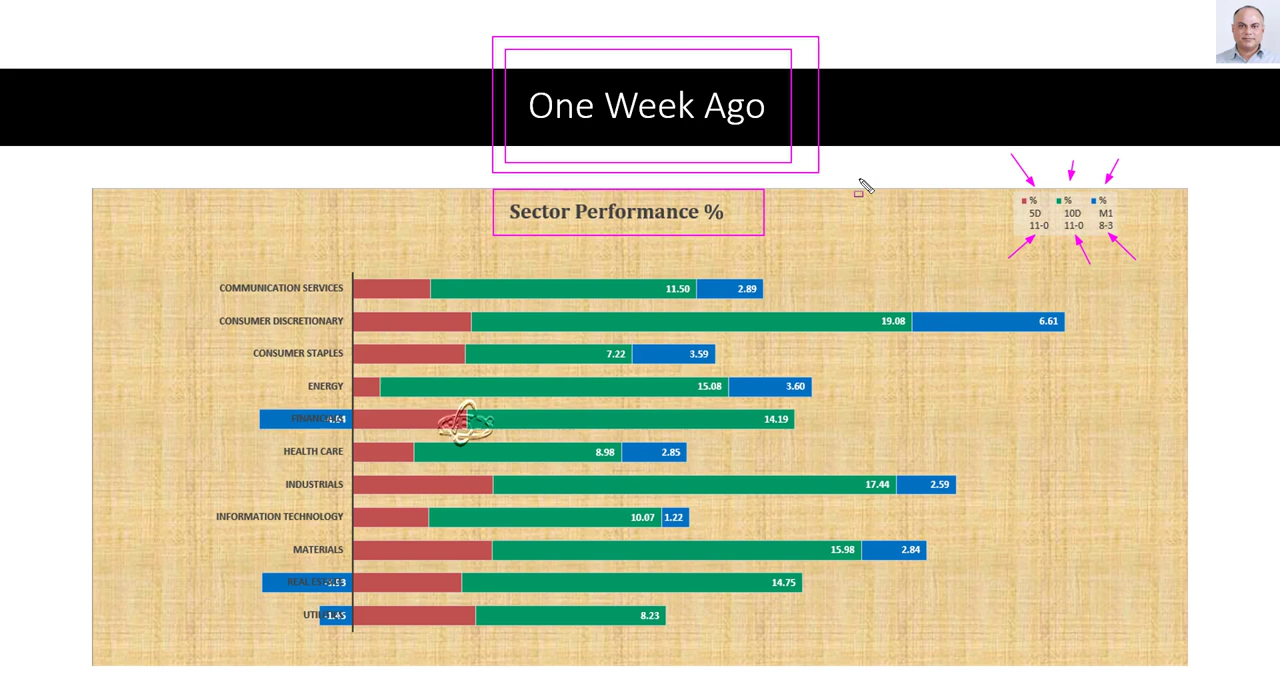 One Week Ago
Sector Performance %
% % %
5D 10D M1
11-0 11-0 8-3
COMMUNICATION SERVICES 11.50 2.89
CONSUMER DISCRETIONARY 19.08 6.61
CONSUMER STAPLES 7.22 3.59
ENERGY 15.08 3.60
14.19
HEALTH CARE 8.98 2.85
INDUSTRIALS 17.44 2.59
INFORMATION TECHNOLOGY 10.07 1.22
MATERIALS 15.98 2.84
REAL 14.75
-1.45 8.23